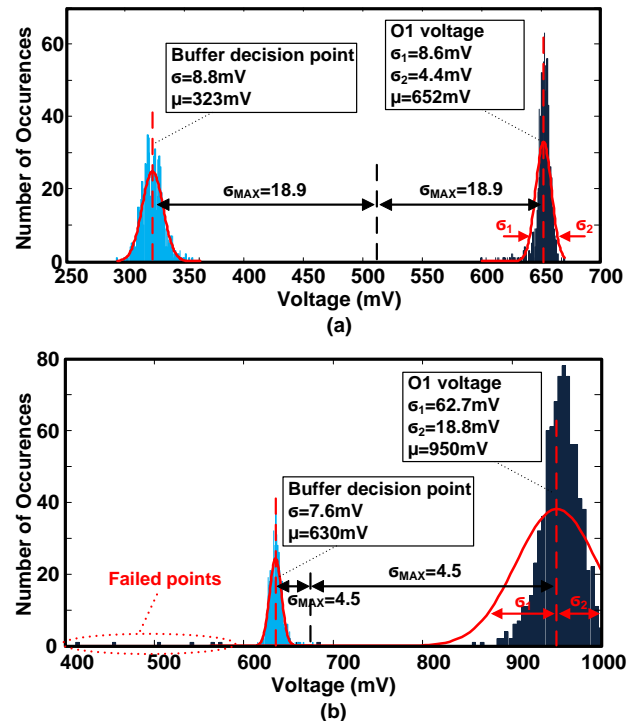 Number of Occurences
60
40
20
0
Buffer decision point
σ=8.8mV
μ=323mV
O1 voltage
σ1=8.6mV
σ2=4.4mV
μ=652mV
σMAX=18.9
σMAX=18.9
σ1
σ2
250 300 350 400 450 500 550 600 650 700
Voltage (mV)
(a)
Number of Occurences
80
60
40
20
0
O1 voltage
σ1=62.7mV
σ2=18.8mV
μ=950mV
Buffer decision point
σ=7.6mV
μ=630mV
Failed points
σMAX=4.5
σMAX=4.5
σ1
σ2
400 500 600 700 800 900 1000
Voltage (mV)
(b)